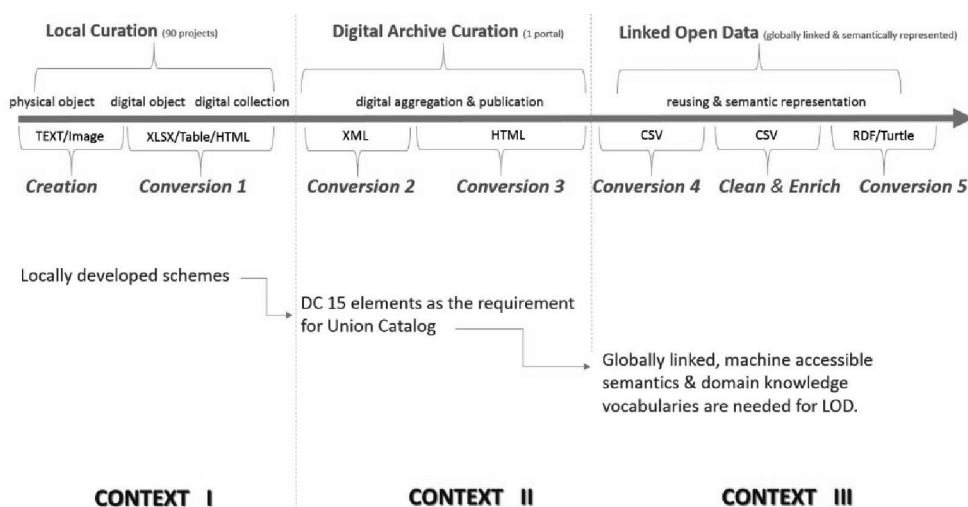 Local Curation (90 projects)
Digital Archive Curation (1 portal)
Linked Open Data (globally linked & semantically represented)
physical object digital object digital collection
digital aggregation & publication
reusing & semantic representation
TEXT/Image
XLSX/Table/HTML
XML
HTML
CSV
CSV
RDF/Turtle
Creation
Conversion 1
Conversion 2
Conversion 3
Conversion 4
Clean & Enrich
Conversion 5
Locally developed schemes
DC 15 elements as the requirement
for Union Catalog
Globally linked, machine accessible
semantics & domain knowledge
vocabularies are needed for LOD.
CONTEXT I
CONTEXT II
CONTEXT III